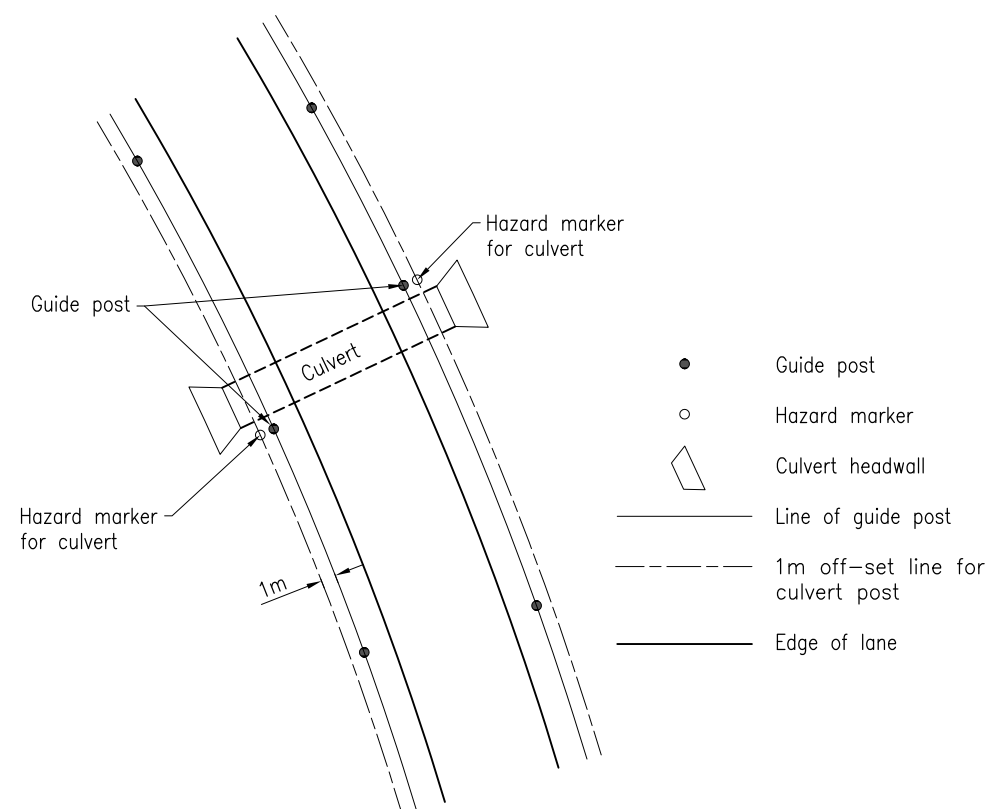 Hazard marker
for culvert
Guide post
Culvert
Hazard marker
for culvert
1m
Guide post
Hazard marker
Culvert headwall
Line of guide post
1m off-set line for
culvert post
Edge of lane